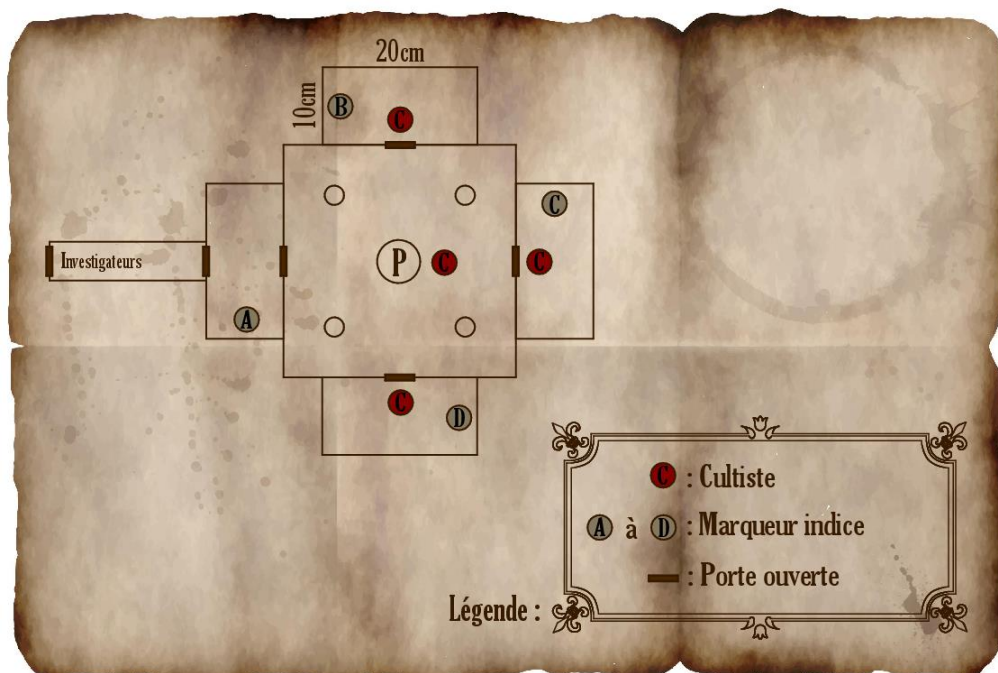 20cm
10cm
B
C
C
Investigateurs
P
C
C
A
C
D
C : Cultiste
A à D : Marqueur indice
: Porte ouverte
Légende :